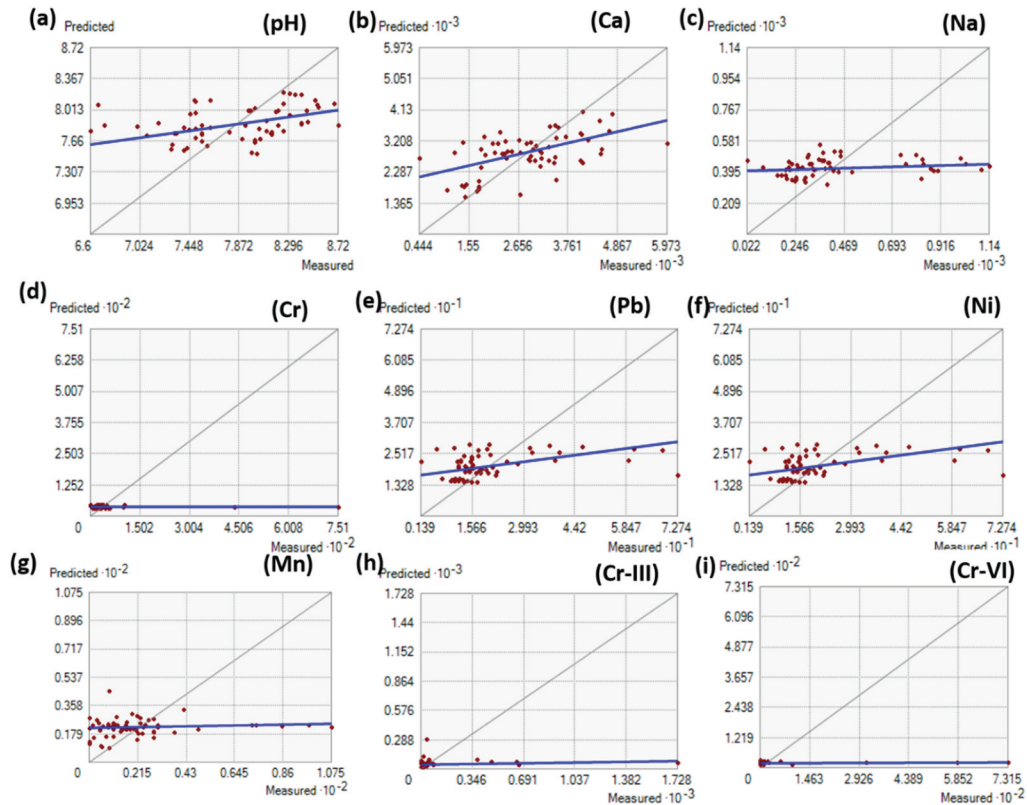 (a) Predicted (pH)
8.72
8.367
8.013
7.66
7.307
6.953
6.6 7.024 7.448 7.872 8.296 8.72
Measured
(b) Predicted ·10⁻³ (Ca)
5.973
5.051
4.13
3.208
2.287
1.365
0.444 1.55 2.656 3.761 4.867 5.973
Measured ·10⁻³
(c) Predicted ·10⁻³ (Na)
1.14
0.954
0.767
0.581
0.395
0.209
0.022 0.246 0.469 0.693 0.916 1.14
Measured ·10⁻³
(d) Predicted ·10⁻² (Cr)
7.51
6.258
5.007
3.755
2.503
1.252
0 1.502 3.004 4.506 6.008 7.51
Measured ·10⁻²
(e) Predicted ·10⁻¹ (Pb)
7.274
6.085
4.896
3.707
2.517
1.328
0.139 1.566 2.993 4.42 5.847 7.274
Measured ·10⁻¹
(f) Predicted ·10⁻¹ (Ni)
7.274
6.085
4.896
3.707
2.517
1.328
0.139 1.566 2.993 4.42 5.847 7.274
Measured ·10⁻¹
(g) Predicted ·10⁻² (Mn)
1.075
0.896
0.717
0.537
0.358
0.179
0 0.215 0.43 0.645 0.86 1.075
Measured ·10⁻²
(h) Predicted ·10⁻³ (Cr-III)
1.728
1.44
1.152
0.864
0.576
0.288
0 0.346 0.691 1.037 1.382 1.728
Measured ·10⁻³
(i) Predicted ·10⁻² (Cr-VI)
7.315
6.096
4.877
3.657
2.438
1.219
0 1.463 2.926 4.389 5.852 7.315
Measured ·10⁻²